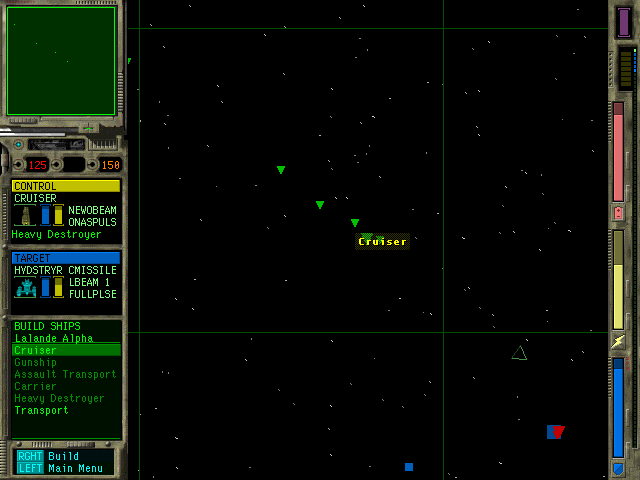 125 150
CONTROL
CRUISER
NEWOBEAM
ONASPULS
Heavy Destroyer
TARGET
HYDSTRYR CMISSILE
LBEAM 1
FULLPLSE
BUILD SHIPS
Lalande Alpha
Cruiser
Gunship
Assault Transport
Carrier
Heavy Destroyer
Transport
RGHT Build
LEFT Main Menu
Cruiser